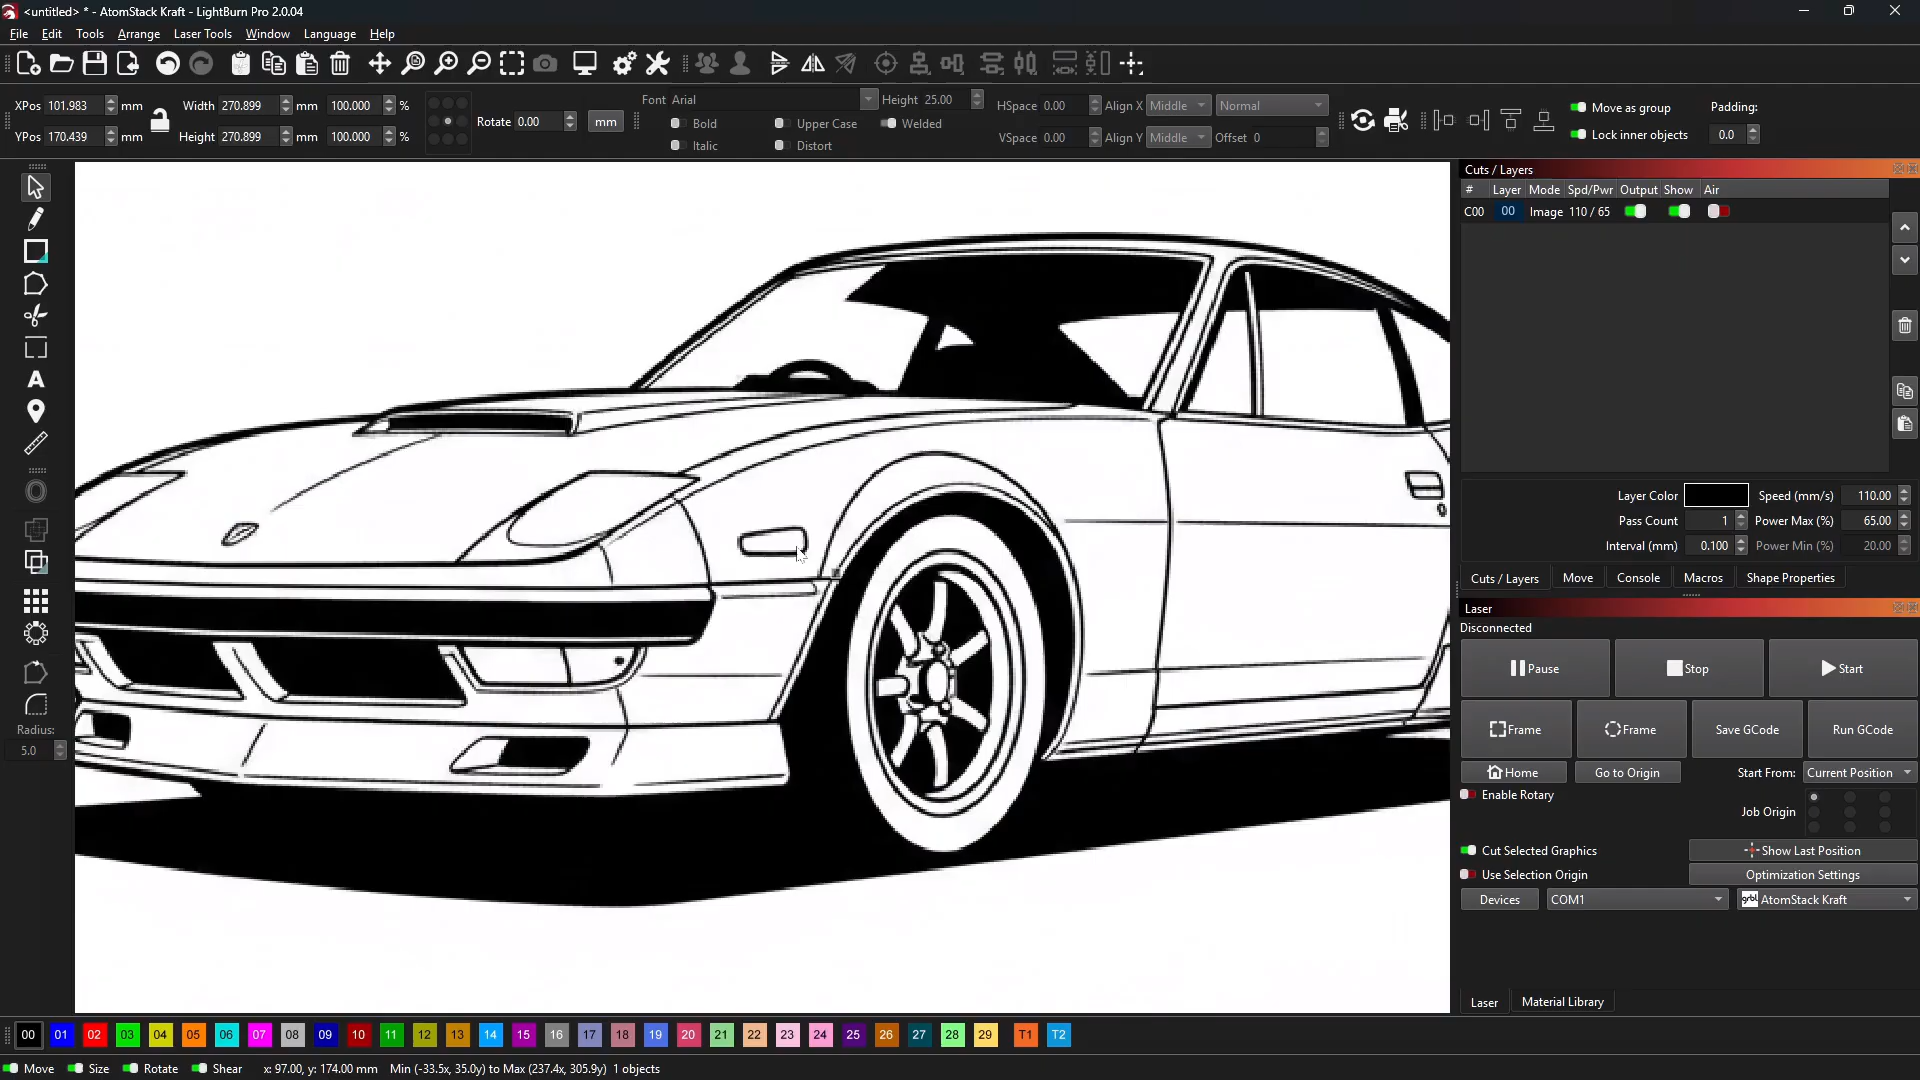 <untitled> * - AtomStack Kraft - LightBurn Pro 2.0.04
File Edit Tools Arrange Laser Tools Window Language Help
XPos 101.983 mm Width 270.899 mm 100.000 %
YPos 170.439 mm Height 270.899 mm 100.000 %
Rotate 0.00 mm
Font Arial Height 25.00
Bold Upper Case Welded
Italic Distort
HSpace 0.00 Align X Middle Normal
VSpace 0.00 Align Y Middle Offset 0
Move as group Padding:
Lock inner objects 0.0
Radius:
5.0
Cuts / Layers
# Layer Mode Spd/Pwr Output Show Air
C00 00 Image 110 / 65
Layer Color Speed (mm/s) 110.00
Pass Count 1 Power Max (%) 65.00
Interval (mm) 0.100 Power Min (%) 20.00
Cuts / Layers Move Console Macros Shape Properties
Laser
Disconnected
Pause Stop Start
Frame Frame Save GCode Run GCode
Home Go to Origin Start From: Current Position
Enable Rotary
Job Origin
Cut Selected Graphics Show Last Position
Use Selection Origin Optimization Settings
Devices COM1 grbl AtomStack Kraft
Laser Material Library
00 01 02 03 04 05 06 07 08 09 10 11 12 13 14 15 16 17 18 19 20 21 22 23 24 25 26 27 28 29 T1 T2
Move Size Rotate Shear x: 97.00, y: 174.00 mm Min (-33.5x, 35.0y) to Max (237.4x, 305.9y) 1 objects